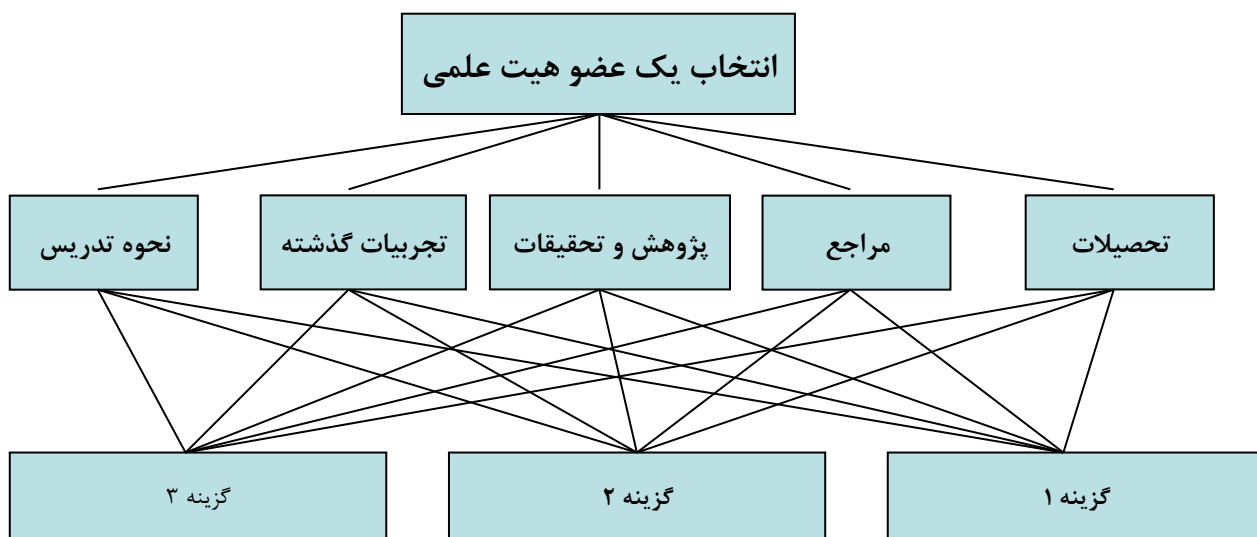 انتخاب یک عضو هیت علمی
تحصیلات
مراجع
پژوهش و تحقیقات
تجربیات گذشته
نحوه تدریس
گزینه ۱
گزینه ۲
گزینه ۳